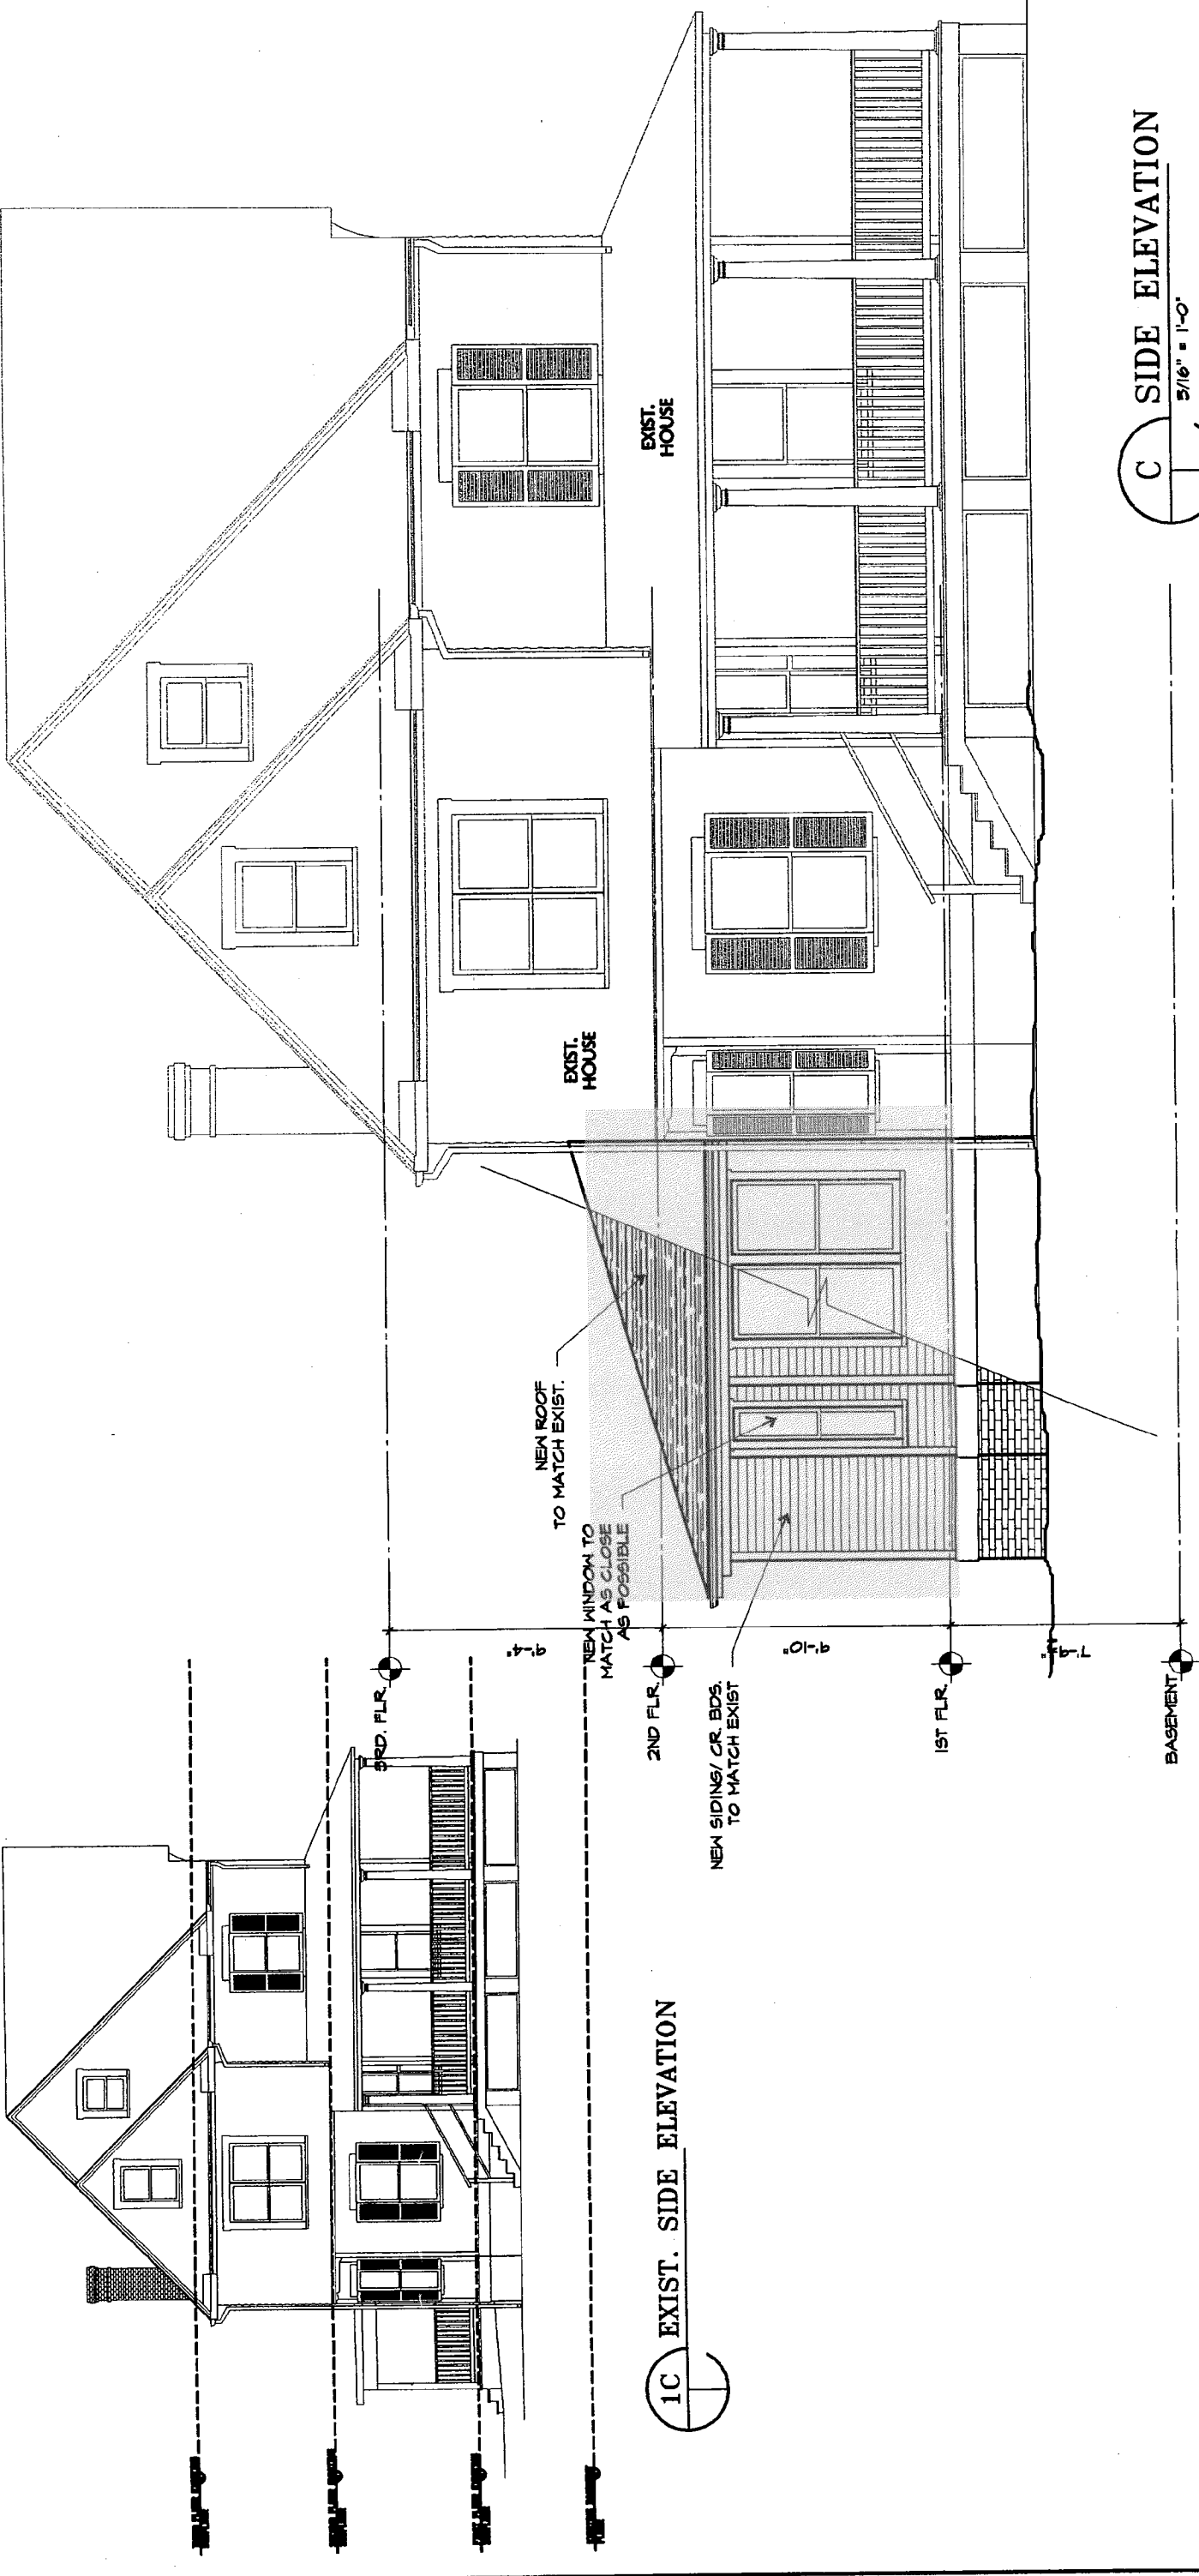 3RD. FLR.
9'-4"
2ND FLR.
9'-10"
1ST FLR.
7'-9"
BASEMENT
NEW ROOF
TO MATCH EXIST.
NEW WINDOW TO
MATCH AS CLOSE
AS POSSIBLE
NEW SIDING/ CR. BDS.
TO MATCH EXIST
EXIST.
HOUSE
EXIST.
HOUSE
1C
EXIST. SIDE ELEVATION
C
SIDE ELEVATION
3/16" = 1'-0"